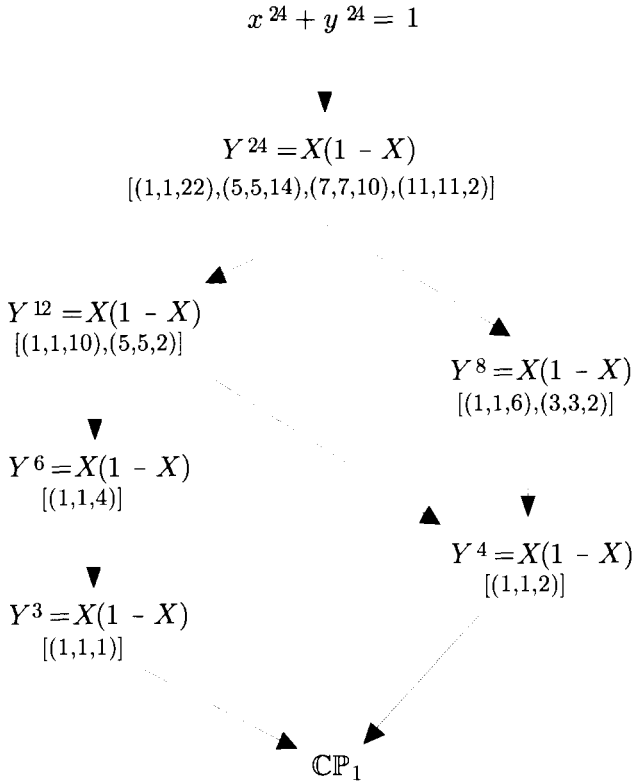 x^24 + y^24 = 1
Y^24 = X(1 - X)
[(1,1,22),(5,5,14),(7,7,10),(11,11,2)]
Y^12 = X(1 - X)
[(1,1,10),(5,5,2)]
Y^8 = X(1 - X)
[(1,1,6),(3,3,2)]
Y^6 = X(1 - X)
[(1,1,4)]
Y^4 = X(1 - X)
[(1,1,2)]
Y^3 = X(1 - X)
[(1,1,1)]
ℂℙ₁